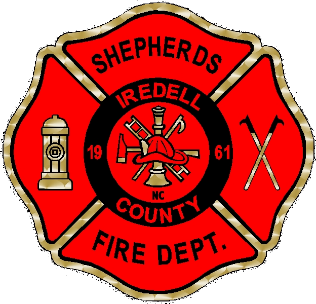 SHEPHERDS
IREDELL
19 61
NC
COUNTY
FIRE DEPT.